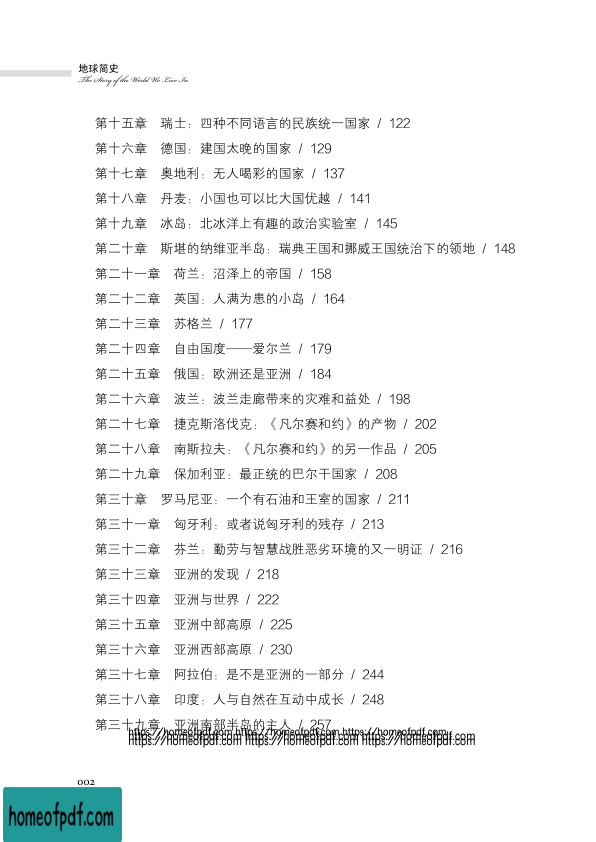 地球简史
The Story of the World We Live In
第十五章 瑞士：四种不同语言的民族统一国家 / 122
第十六章 德国：建国太晚的国家 / 129
第十七章 奥地利：无人喝彩的国家 / 137
第十八章 丹麦：小国也可以比大国优越 / 141
第十九章 冰岛：北冰洋上有趣的政治实验室 / 145
第二十章 斯堪的纳维亚半岛：瑞典王国和挪威王国统治下的领地 / 148
第二十一章 荷兰：沼泽上的帝国 / 158
第二十二章 英国：人满为患的小岛 / 164
第二十三章 苏格兰 / 177
第二十四章 自由国度——爱尔兰 / 179
第二十五章 俄国：欧洲还是亚洲 / 184
第二十六章 波兰：波兰走廊带来的灾难和益处 / 198
第二十七章 捷克斯洛伐克：《凡尔赛和约》的产物 / 202
第二十八章 南斯拉夫：《凡尔赛和约》的另一作品 / 205
第二十九章 保加利亚：最正统的巴尔干国家 / 208
第三十章 罗马尼亚：一个有石油和王室的国家 / 211
第三十一章 匈牙利：或者说匈牙利的残存 / 213
第三十二章 芬兰：勤劳与智慧战胜恶劣环境的又一明证 / 216
第三十三章 亚洲的发现 / 218
第三十四章 亚洲与世界 / 222
第三十五章 亚洲中部高原 / 225
第三十六章 亚洲西部高原 / 230
第三十七章 阿拉伯：是不是亚洲的一部分 / 244
第三十八章 印度：人与自然在互动中成长 / 248
第三十九章 亚洲南部半岛的主人 / 257
https://homeofpdf.com https://homeofpdf.com https://homeofpdf.com
https://homeofpdf.com https://homeofpdf.com https://homeofpdf.com
002
homeofpdf.com